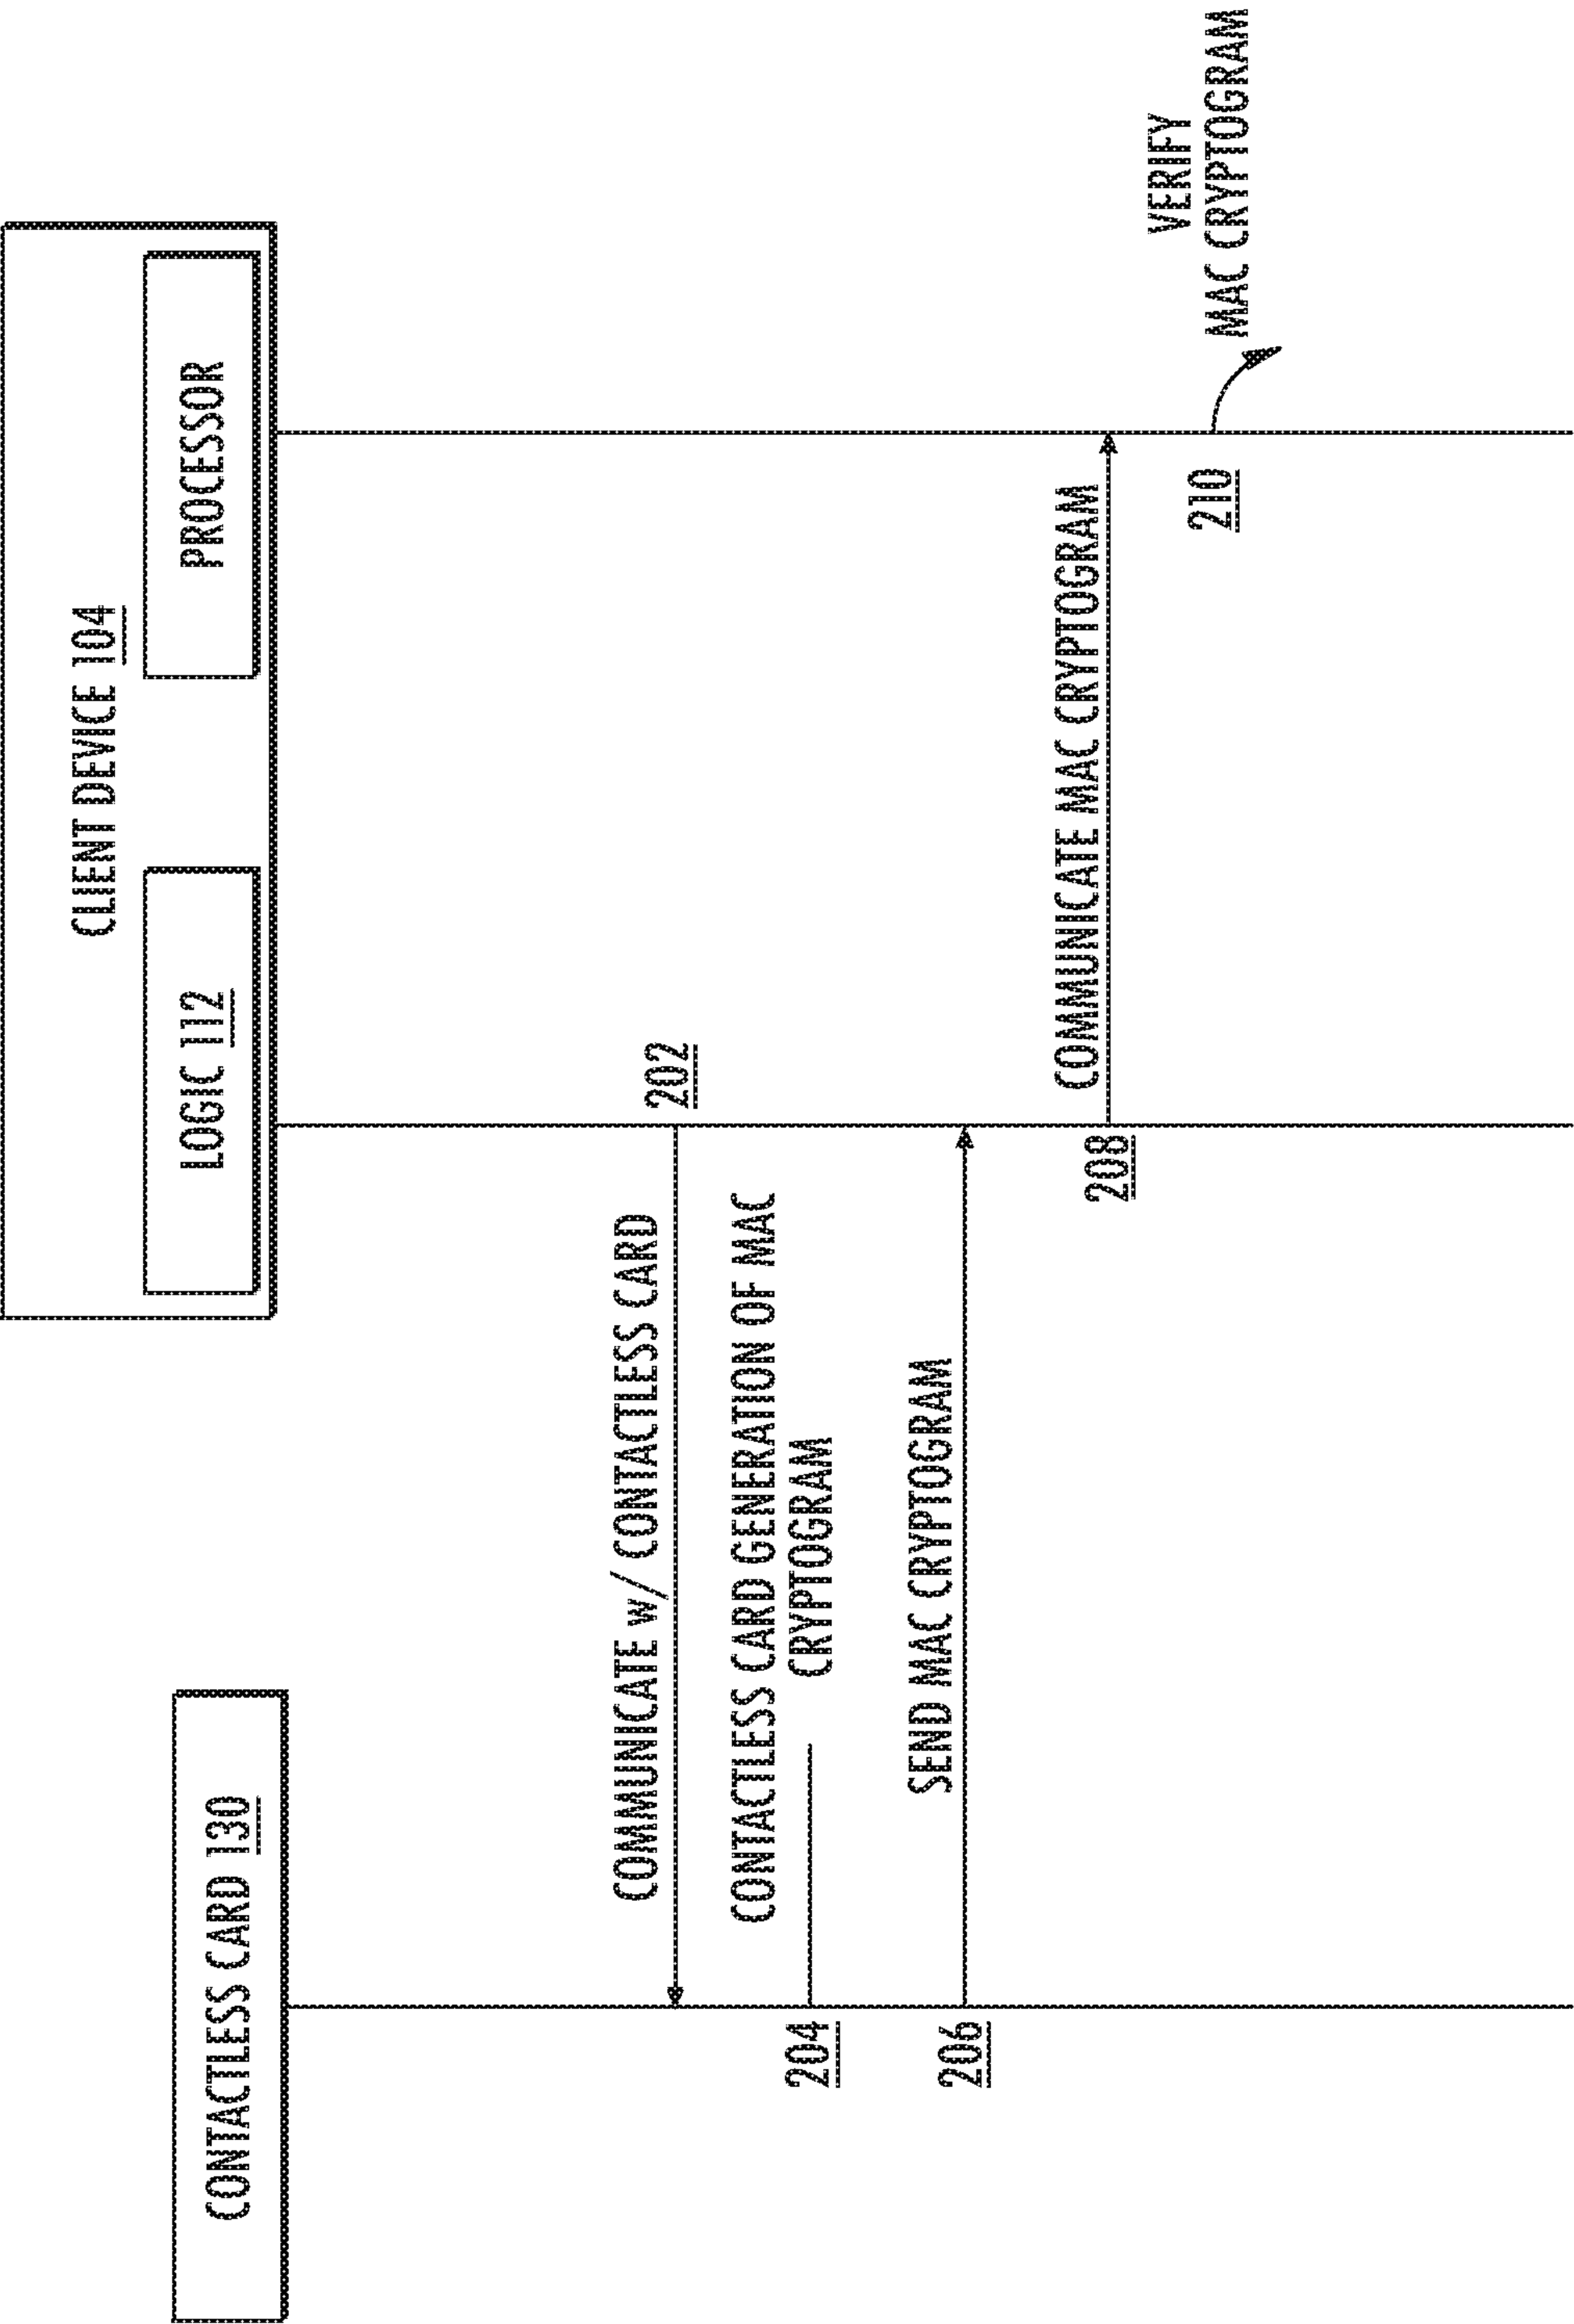 CLIENT DEVICE 104
CONTACTLESS CARD 130
LOGIC 112
PROCESSOR
COMMUNICATE w/ CONTACTLESS CARD
202
CONTACTLESS CARD GENERATION OF MAC
CRYPTOGRAM
204
SEND MAC CRYPTOGRAM
206
COMMUNICATE MAC CRYPTOGRAM
208
VERIFY
MAC CRYPTOGRAM
210